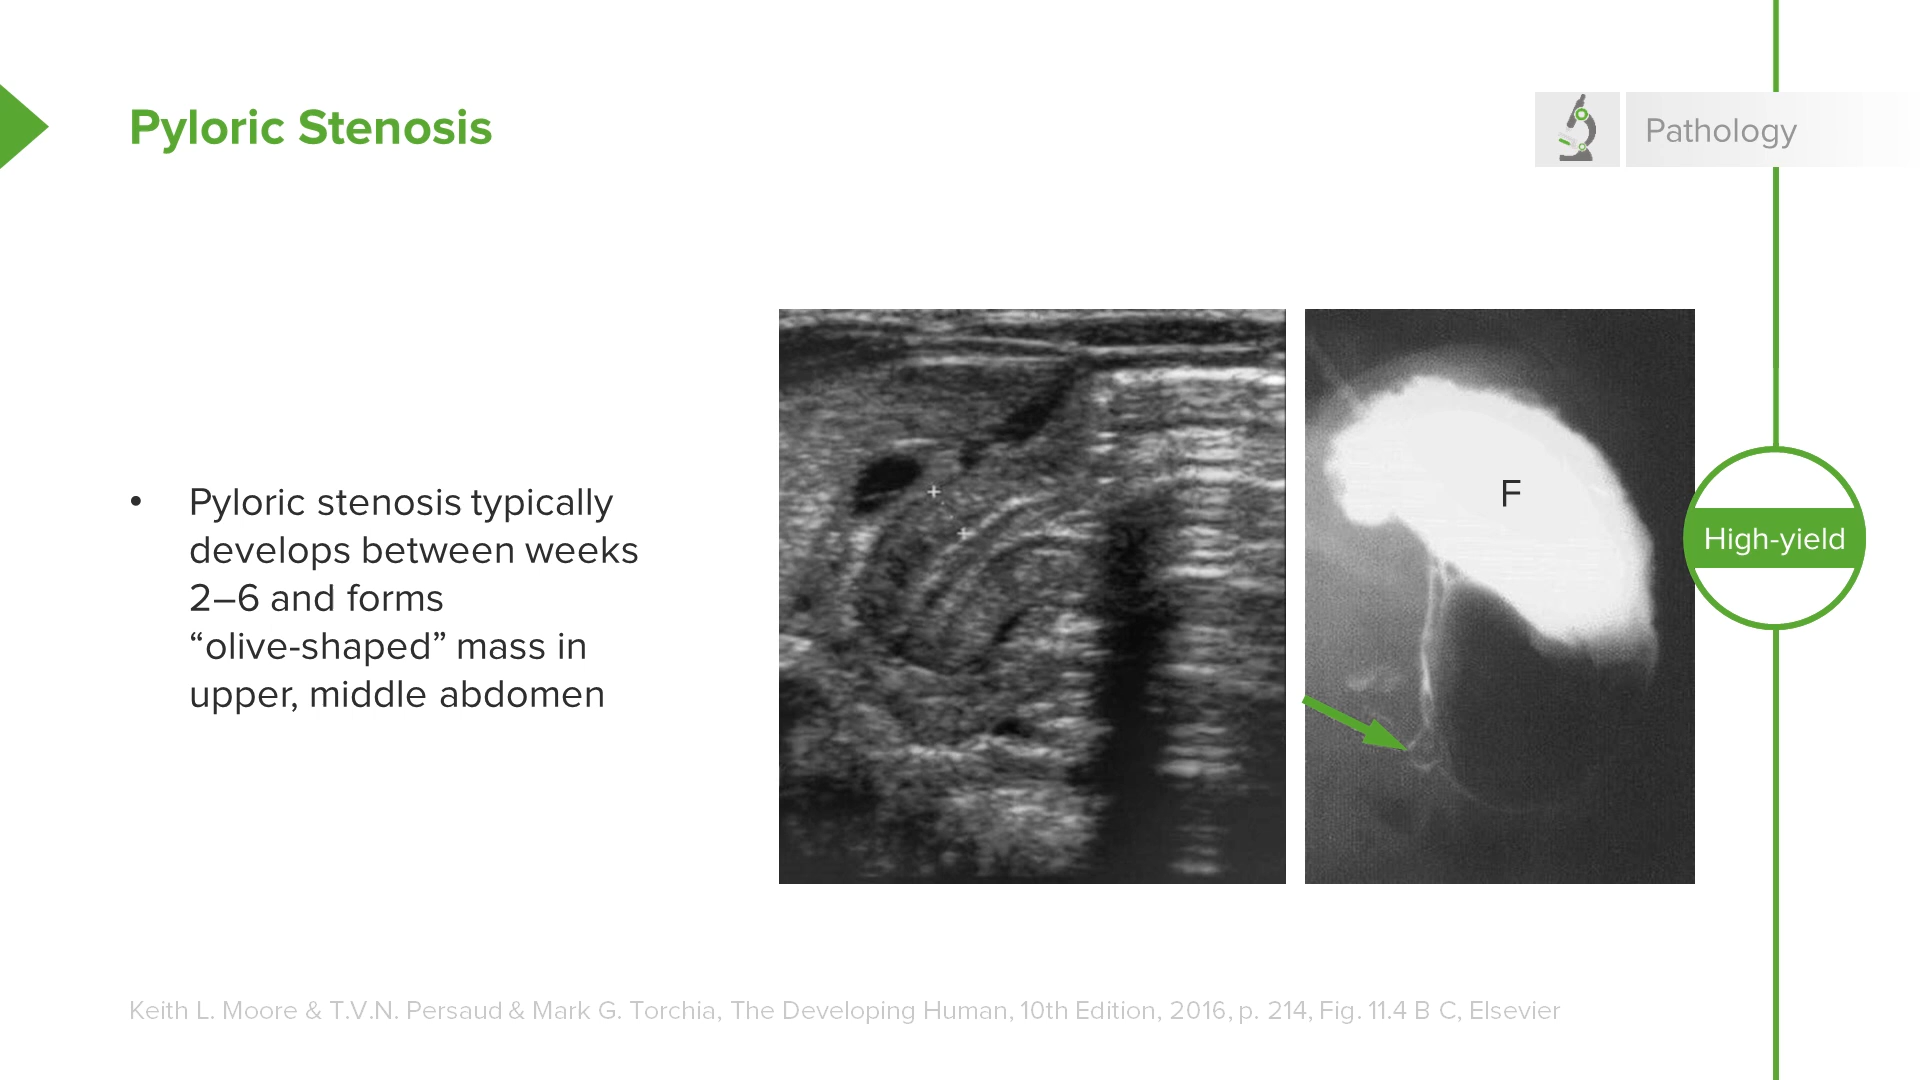 Pyloric Stenosis
Pathology
• Pyloric stenosis typically
develops between weeks
2–6 and forms
“olive-shaped” mass in
upper, middle abdomen
F
High-yield
Keith L. Moore & T.V.N. Persaud & Mark G. Torchia, The Developing Human, 10th Edition, 2016, p. 214, Fig. 11.4 B C, Elsevier